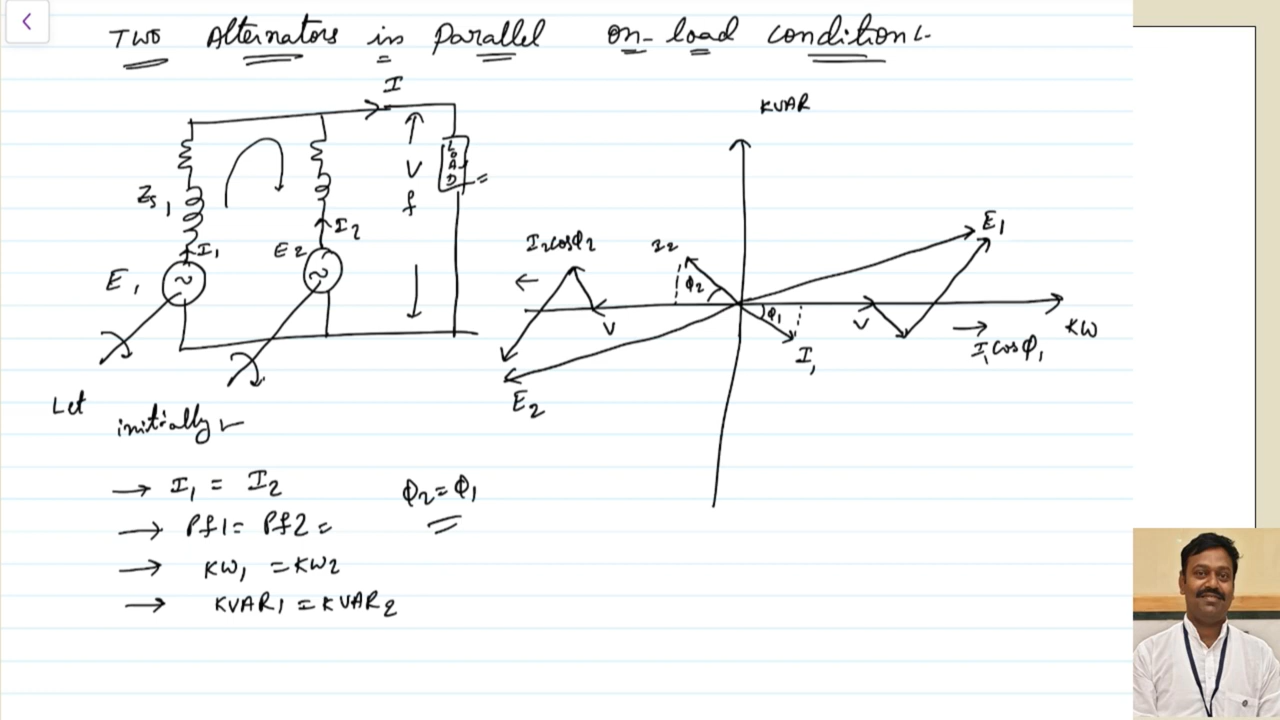 TWO Alternators in Parallel on-load condition:-
I
V
f
LOAD
Zs1
I1
I2
E1
E2
KVAR
KW
E1
V
I1
φ1
I1cosφ1
I2
φ2
I2cosφ2
V
E2
Let initially:-
→ I1 = I2
φ2=φ1
→ Pf1= Pf2=
→ KW1 =KW2
→ KVAR1 =KVAR2